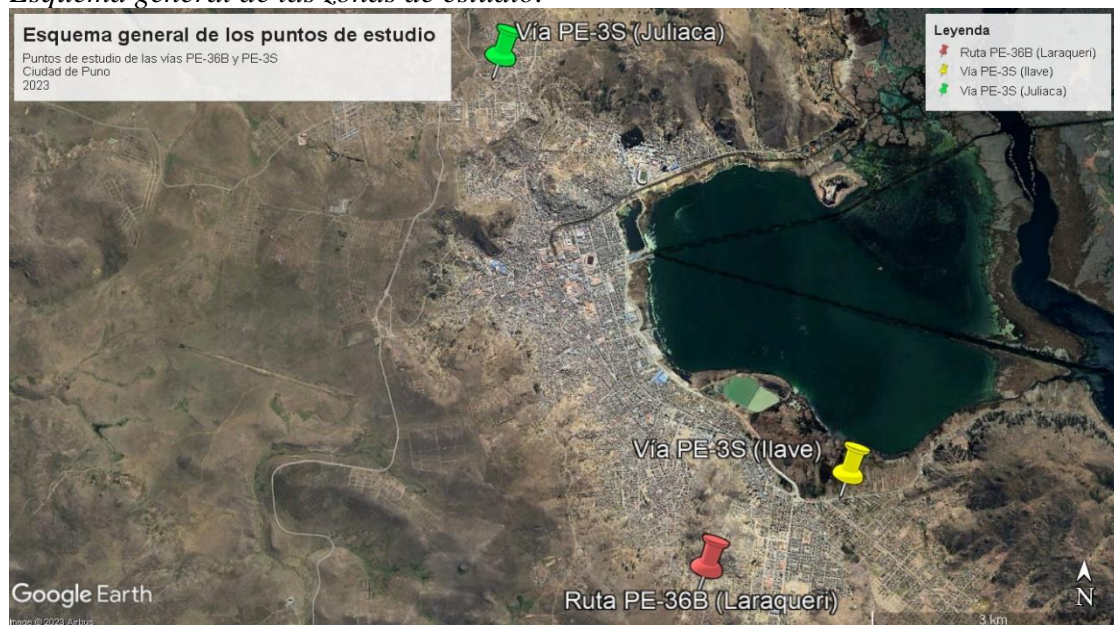 Esquema general de las zonas de estudio.
Esquema general de los puntos de estudio
Puntos de estudio de las vías PE-36B y PE-3S
Ciudad de Puno
2023
Vía PE-3S (Juliaca)
Leyenda
Ruta PE-36B (Laraqueri)
Vía PE-3S (Ilave)
Vía PE-3S (Juliaca)
Vía PE-3S (Ilave)
Ruta PE-36B (Laraqueri)
Google Earth
Image © 2023 Airbus
N
3 km